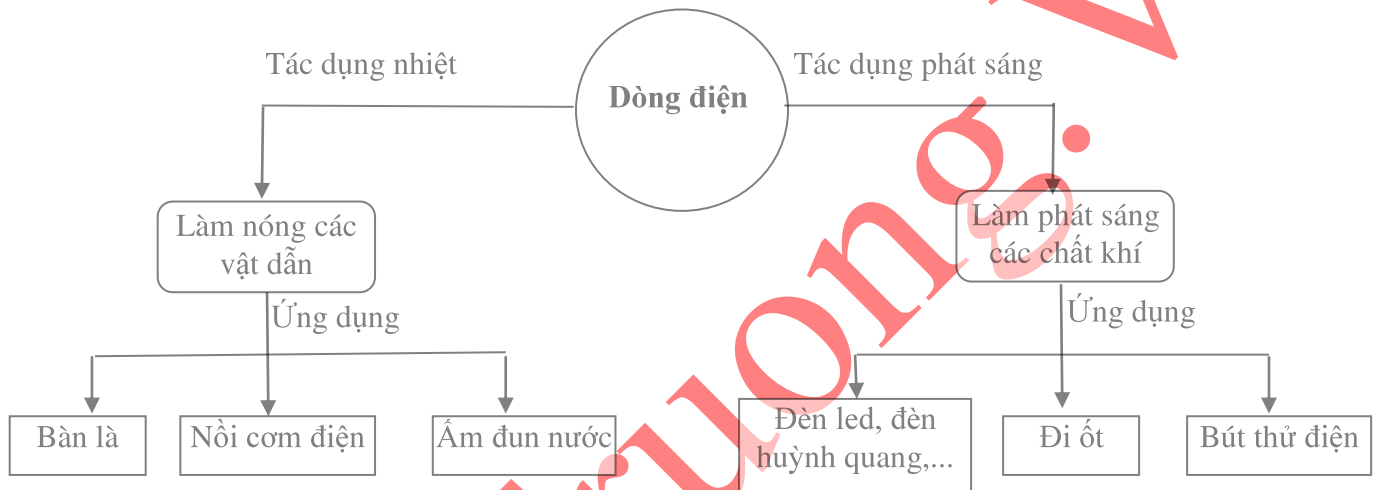 Tác dụng nhiệt
Dòng điện
Tác dụng phát sáng
Làm nóng các
vật dẫn
Làm phát sáng
các chất khí
Ứng dụng
Ứng dụng
Bàn là
Nồi cơm điện
Ấm đun nước
Đèn led, đèn
huỳnh quang,...
Đi ốt
Bút thử điện